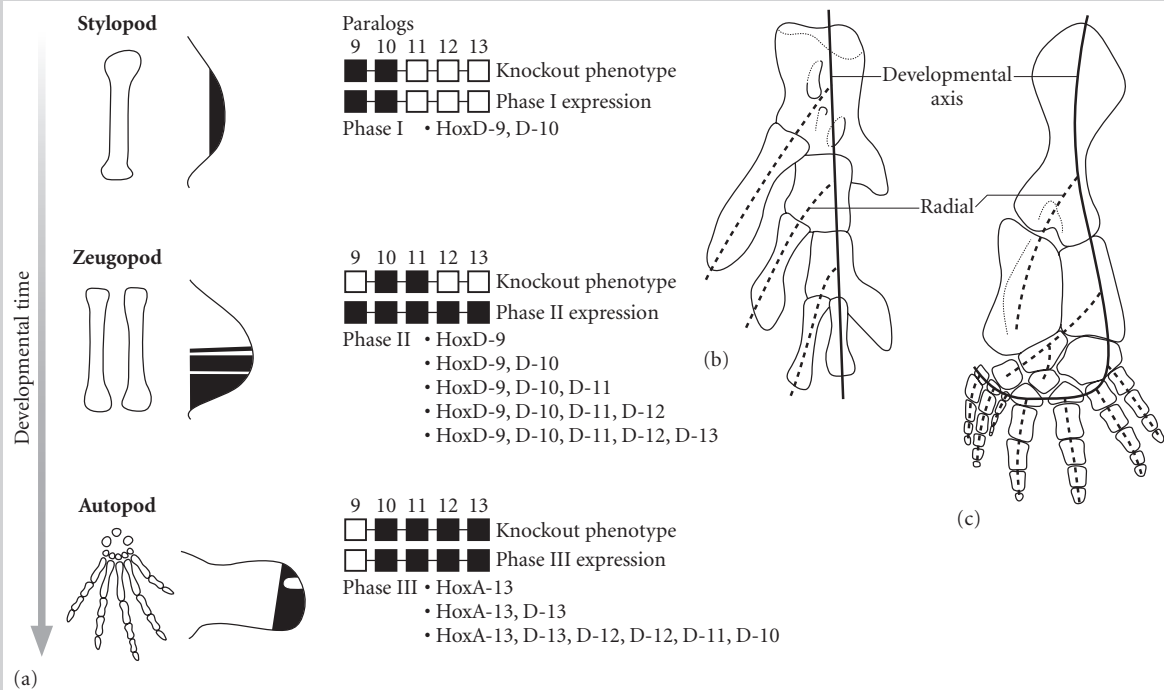 Stylopod
Paralogs
9 10 11 12 13
Knockout phenotype
Phase I expression
Phase I • HoxD-9, D-10
Zeugopod
9 10 11 12 13
Knockout phenotype
Phase II expression
Phase II • HoxD-9
• HoxD-9, D-10
• HoxD-9, D-10, D-11
• HoxD-9, D-10, D-11, D-12
• HoxD-9, D-10, D-11, D-12, D-13
Autopod
9 10 11 12 13
Knockout phenotype
Phase III expression
Phase III • HoxA-13
• HoxA-13, D-13
• HoxA-13, D-13, D-12, D-12, D-11, D-10
Developmental time
(a)
Developmental
axis
Radial
(b)
(c)